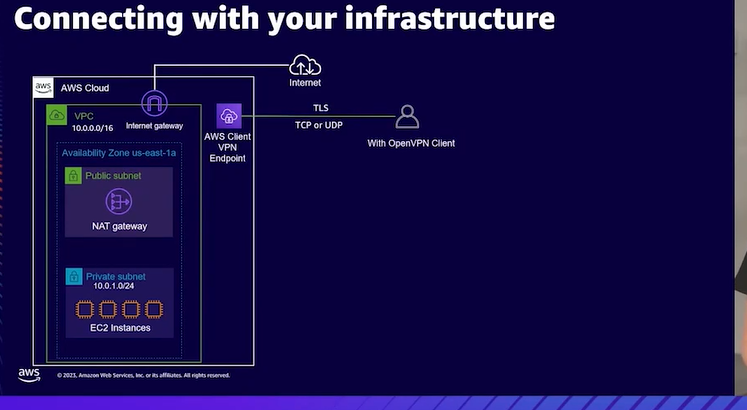 Connecting with your infrastructure
Internet
aws
AWS Cloud
VPC
10.0.0.0/16
Internet gateway
TLS
TCP or UDP
AWS Client
VPN
Endpoint
With OpenVPN Client
Availability Zone us-east-1a
Public subnet
NAT gateway
Private subnet
10.0.1.0/24
EC2 Instances
aws
© 2023, Amazon Web Services, Inc. or its affiliates. All rights reserved.